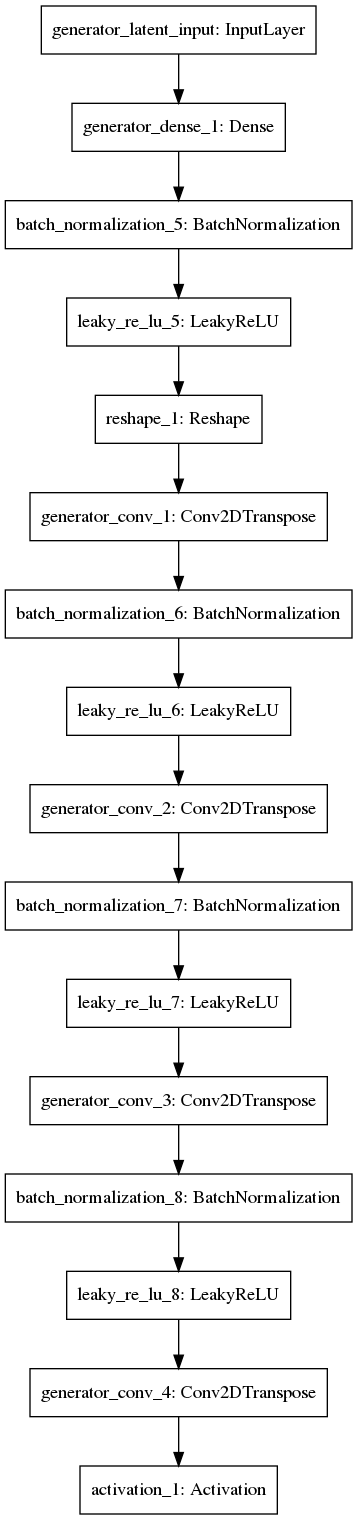 generator_latent_input: InputLayer
generator_dense_1: Dense
batch_normalization_5: BatchNormalization
leaky_re_lu_5: LeakyReLU
reshape_1: Reshape
generator_conv_1: Conv2DTranspose
batch_normalization_6: BatchNormalization
leaky_re_lu_6: LeakyReLU
generator_conv_2: Conv2DTranspose
batch_normalization_7: BatchNormalization
leaky_re_lu_7: LeakyReLU
generator_conv_3: Conv2DTranspose
batch_normalization_8: BatchNormalization
leaky_re_lu_8: LeakyReLU
generator_conv_4: Conv2DTranspose
activation_1: Activation